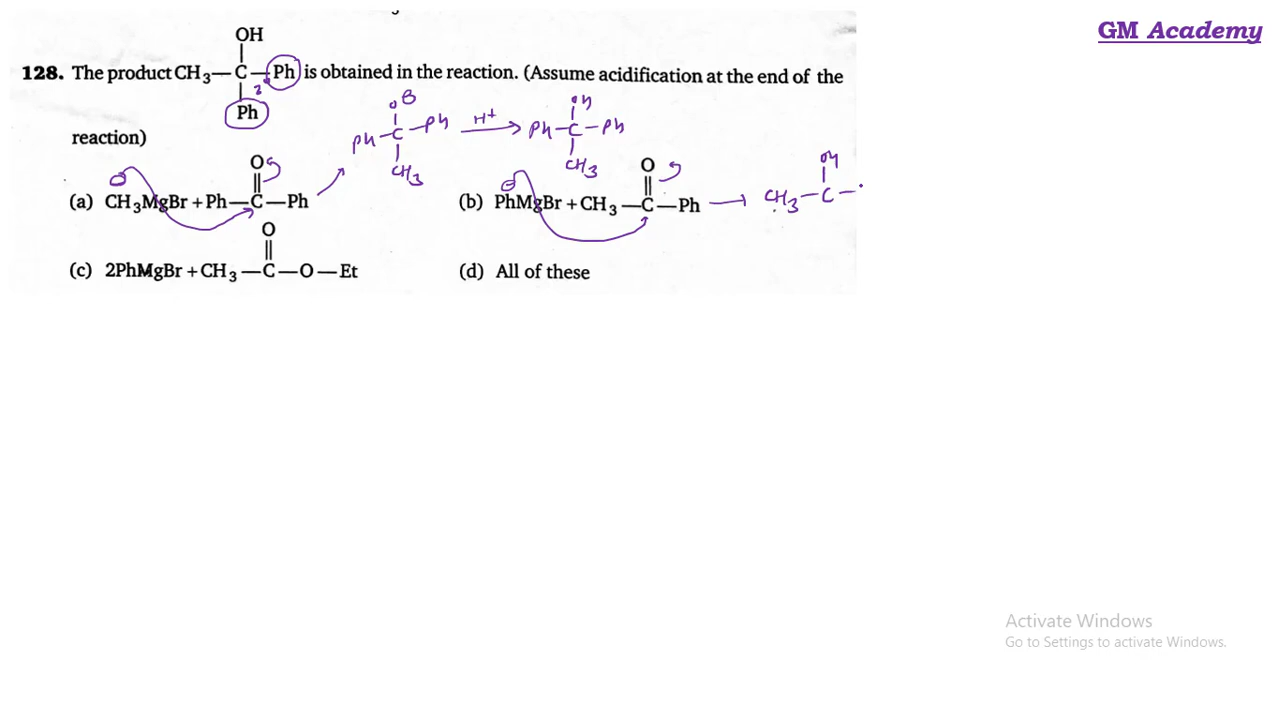 GM Academy
OH
128. The product CH3—C—Ph is obtained in the reaction. (Assume acidification at the end of the
2
Ph
reaction)
Ph-C-Ph H+ Ph-C-Ph
CH3 CH3
O O OH
(a) CH3MgBr + Ph—C—Ph (b) PhMgBr + CH3—C—Ph CH3-C-
O
(c) 2PhMgBr + CH3—C—O—Et (d) All of these
Activate Windows
Go to Settings to activate Windows.